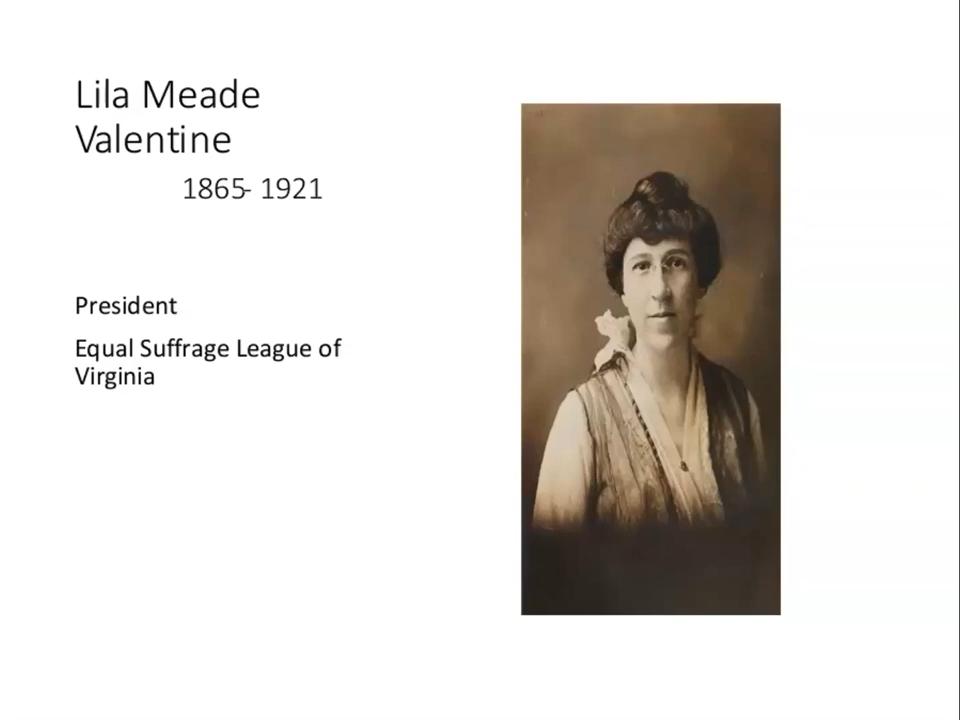 Lila Meade
Valentine
1865- 1921
President
Equal Suffrage League of
Virginia